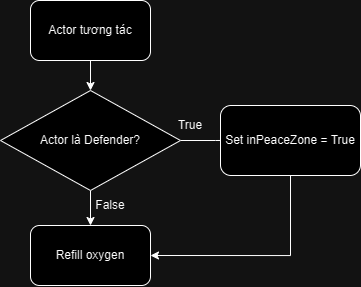 Actor tương tác
Actor là Defender?
True
Set inPeaceZone = True
False
Refill oxygen